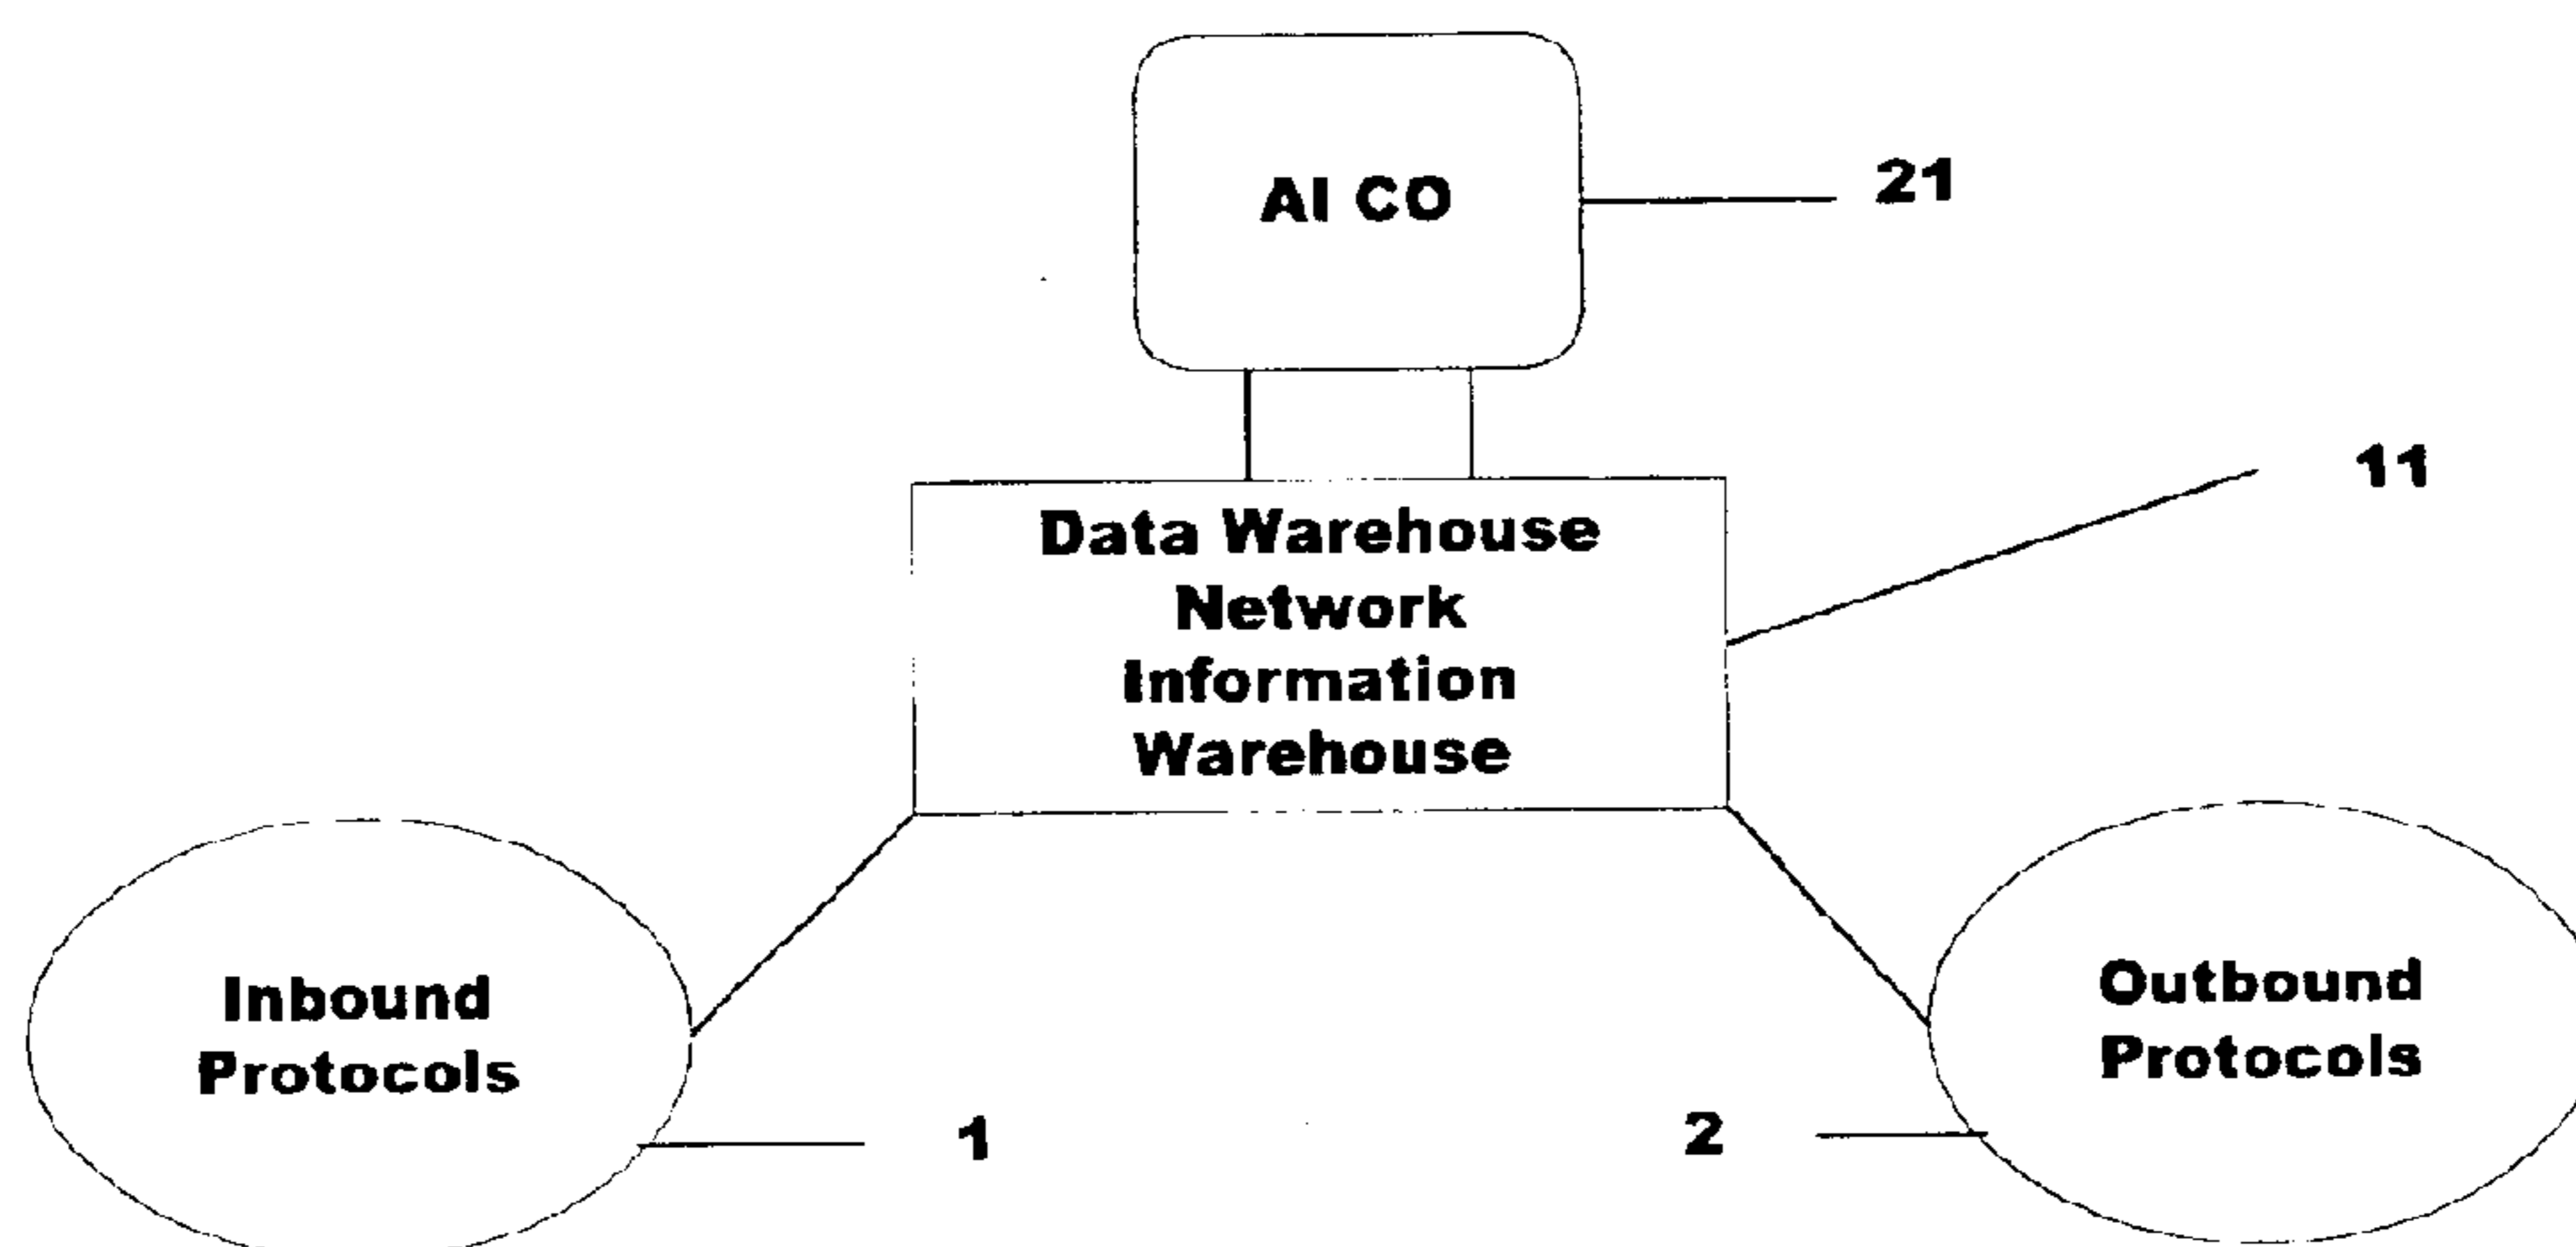 AI CO
21
11
Data Warehouse
Network
Information
Warehouse
Inbound
Protocols
1
2
Outbound
Protocols